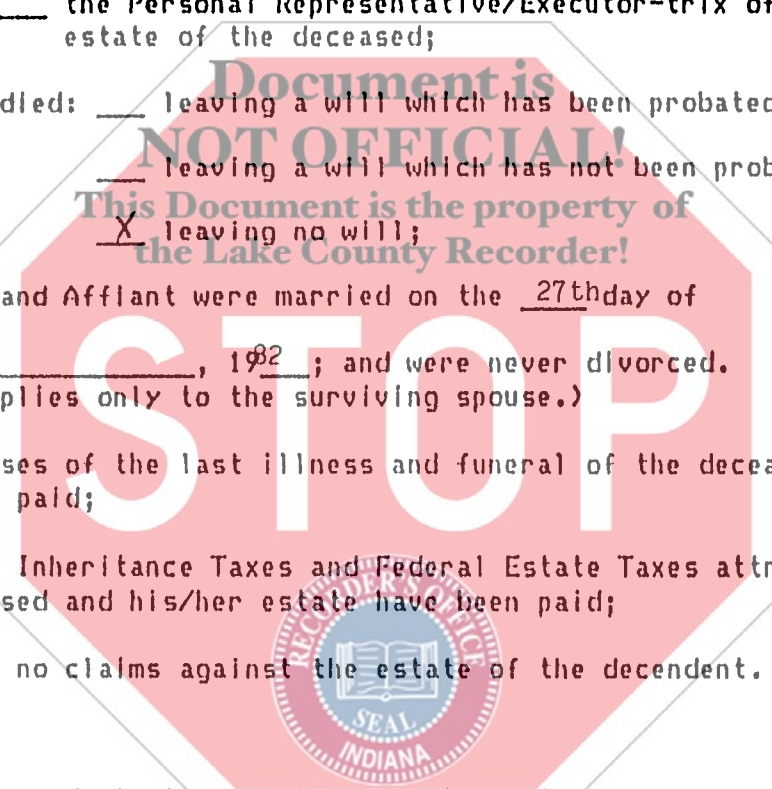 ___ the Personal Representative/Executor-trix of
estate of the deceased;
Document is
died: ___ leaving a will which has been probated
NOT OFFICIAL!
___ leaving a will which has not been prob
This Document is the property of
X leaving no will;
the Lake County Recorder!
and Affiant were married on the 27th day of
____________, 1982; and were never divorced.
plies only to the surviving spouse.)
STOP
ses of the last illness and funeral of the decea
paid;
Inheritance Taxes and Federal Estate Taxes attr
sed and his/her estate have been paid;
no claims against the estate of the decendent.
RECORDER'S OFFICE
SEAL
INDIANA